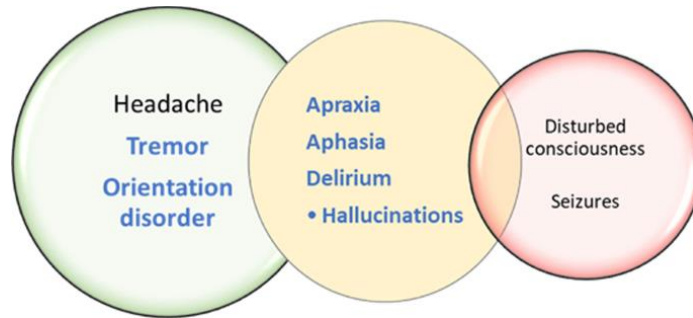 Headache
Tremor
Orientation
disorder
Apraxia
Aphasia
Delirium
• Hallucinations
Disturbed
consciousness
Seizures